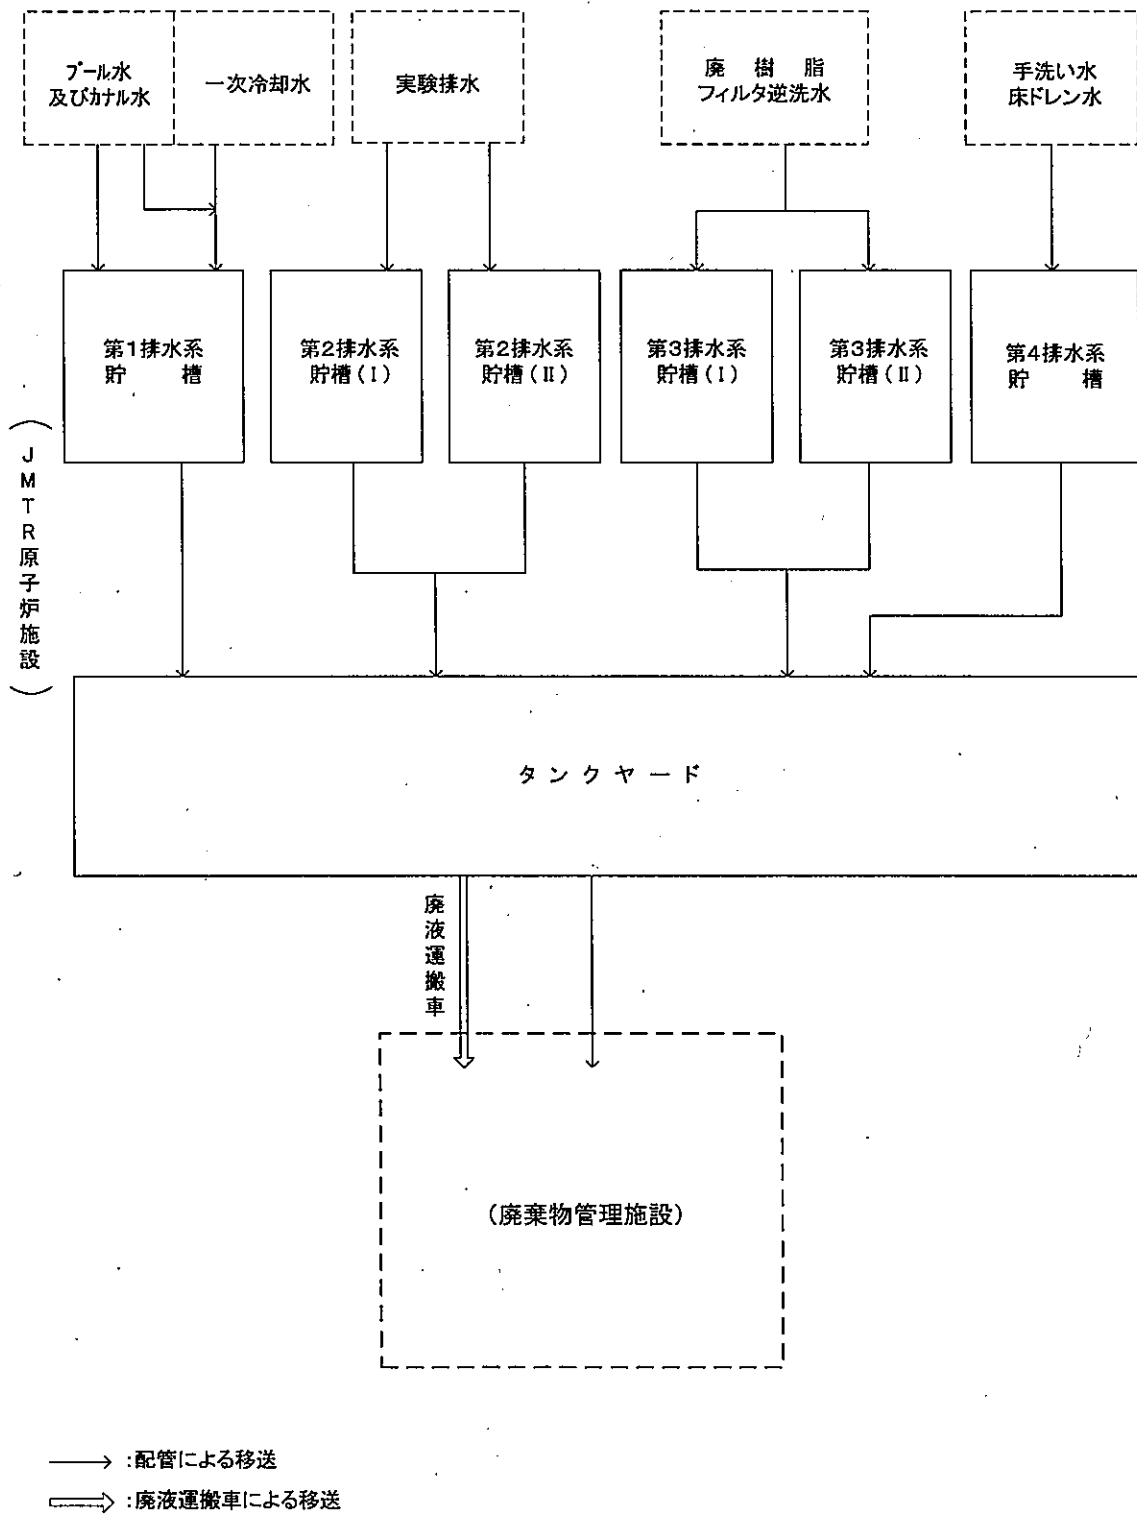 プール水
及びカナル水
一次冷却水
実験排水
廃樹脂
フィルタ逆洗水
手洗い水
床ドレン水
第1排水系
貯槽
第2排水系
貯槽(Ⅰ)
第2排水系
貯槽(Ⅱ)
第3排水系
貯槽(Ⅰ)
第3排水系
貯槽(Ⅱ)
第4排水系
貯槽
(JMTR原子炉施設)
タンクヤード
廃液運搬車
(廃棄物管理施設)
:配管による移送
:廃液運搬車による移送